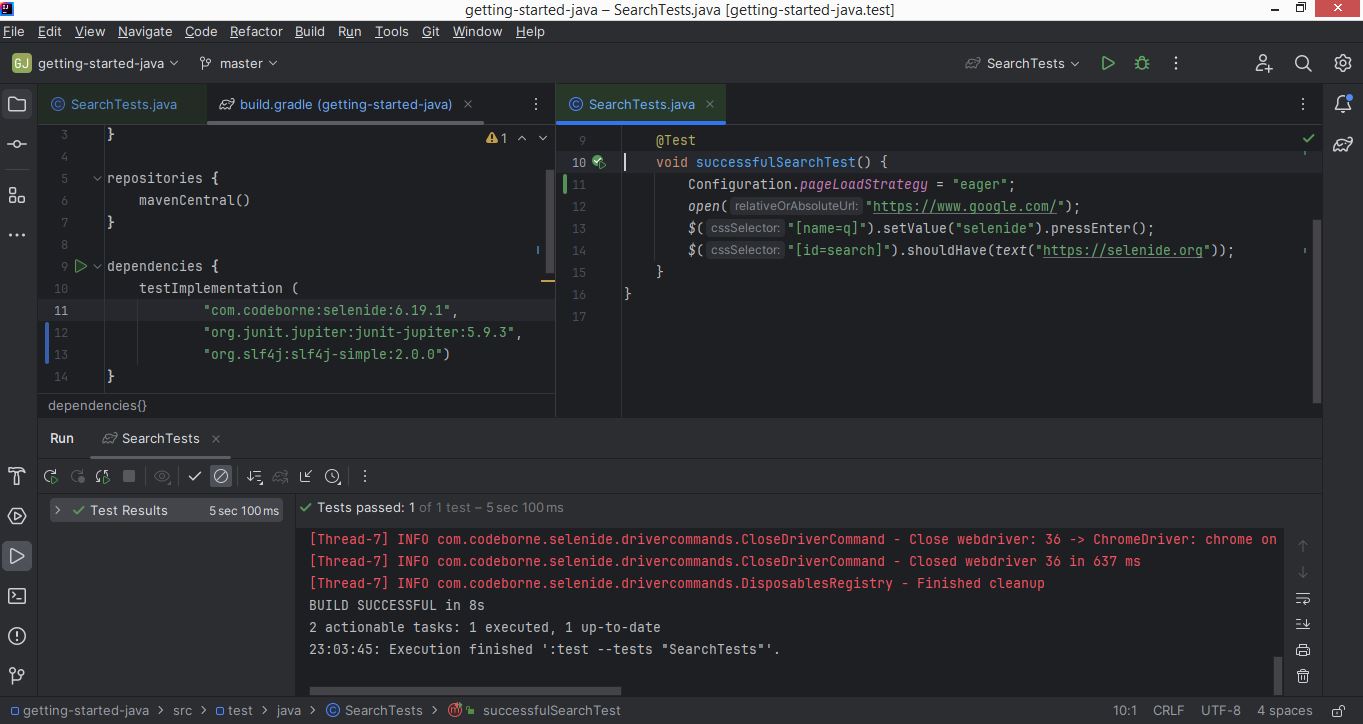 getting-started-java – SearchTests.java [getting-started-java.test]
File Edit View Navigate Code Refactor Build Run Tools Git Window Help
GJ getting-started-java master SearchTests
SearchTests.java build.gradle (getting-started-java) SearchTests.java
1
3 }
4
5 repositories {
6 mavenCentral()
7 }
8
9 dependencies {
10 testImplementation (
11 "com.codeborne:selenide:6.19.1",
12 "org.junit.jupiter:junit-jupiter:5.9.3",
13 "org.slf4j:slf4j-simple:2.0.0")
14 }
dependencies{}
9 @Test
10 void successfulSearchTest() {
11 Configuration.pageLoadStrategy = "eager";
12 open( relativeOrAbsoluteUrl: "https://www.google.com/");
13 $( cssSelector: "[name=q]").setValue("selenide").pressEnter();
14 $( cssSelector: "[id=search]").shouldHave(text("https://selenide.org"));
15 }
16 }
17
Run SearchTests
Test Results 5 sec 100 ms
Tests passed: 1 of 1 test – 5 sec 100 ms
[Thread-7] INFO com.codeborne.selenide.drivercommands.CloseDriverCommand - Close webdriver: 36 -> ChromeDriver: chrome on
[Thread-7] INFO com.codeborne.selenide.drivercommands.CloseDriverCommand - Closed webdriver 36 in 637 ms
[Thread-7] INFO com.codeborne.selenide.drivercommands.DisposablesRegistry - Finished cleanup
BUILD SUCCESSFUL in 8s
2 actionable tasks: 1 executed, 1 up-to-date
23:03:45: Execution finished ':test --tests "SearchTests"'.
getting-started-java > src > test > java > SearchTests > successfulSearchTest 10:1 CRLF UTF-8 4 spaces